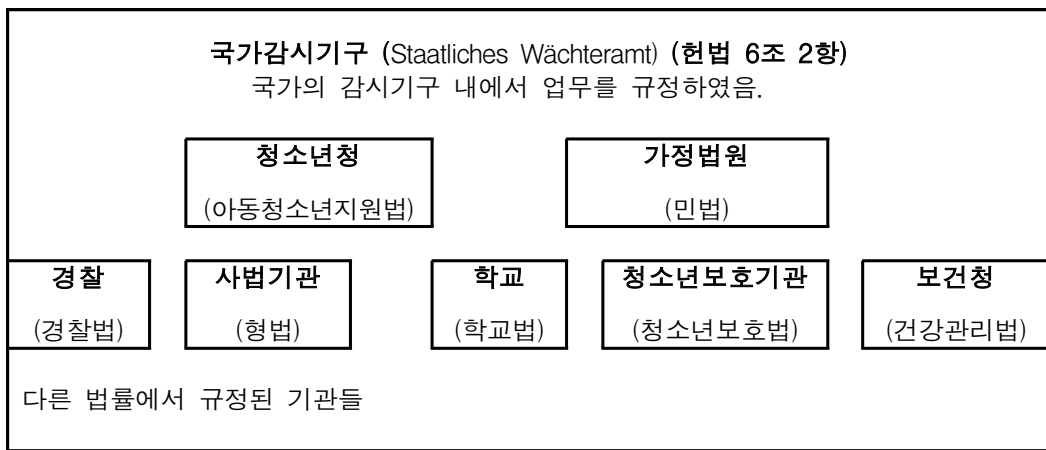 국가감시기구 (Staatliches Wächteramt) (헌법 6조 2항)
국가의 감시기구 내에서 업무를 규정하였음.
청소년청
(아동청소년지원법)
가정법원
(민법)
경찰
(경찰법)
사법기관
(형법)
학교
(학교법)
청소년보호기관
(청소년보호법)
보건청
(건강관리법)
다른 법률에서 규정된 기관들